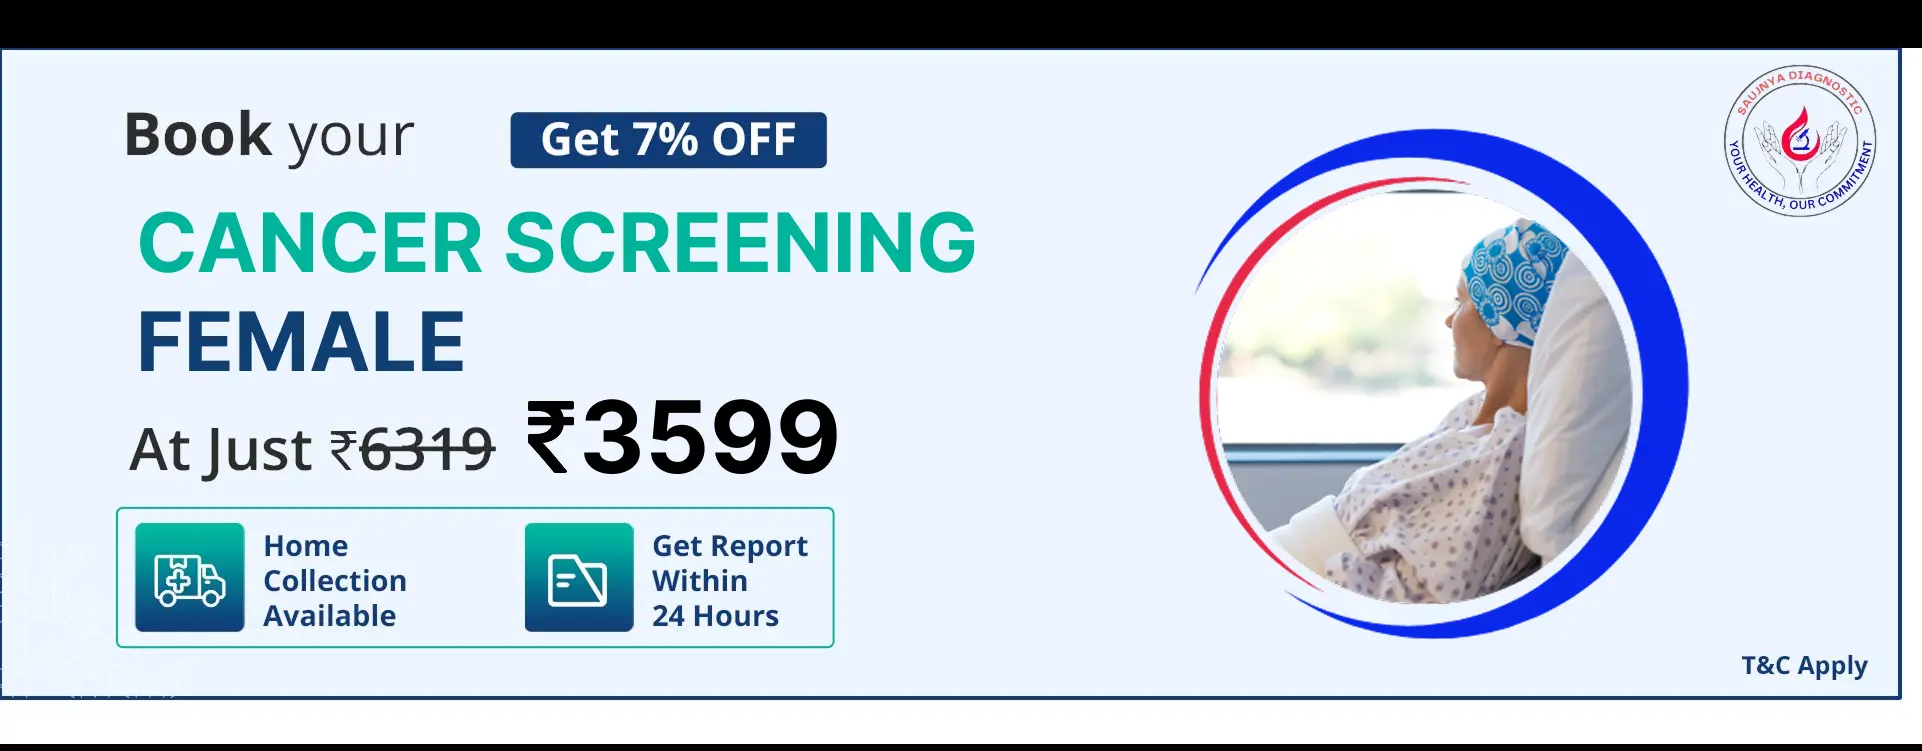 Book your
Get 7% OFF
CANCER SCREENING
FEMALE
At Just ₹6319 ₹3599
Home
Collection
Available
Get Report
Within
24 Hours
SAUJNYA DIAGNOSTIC
YOUR HEALTH, OUR COMMITMENT
T&C Apply